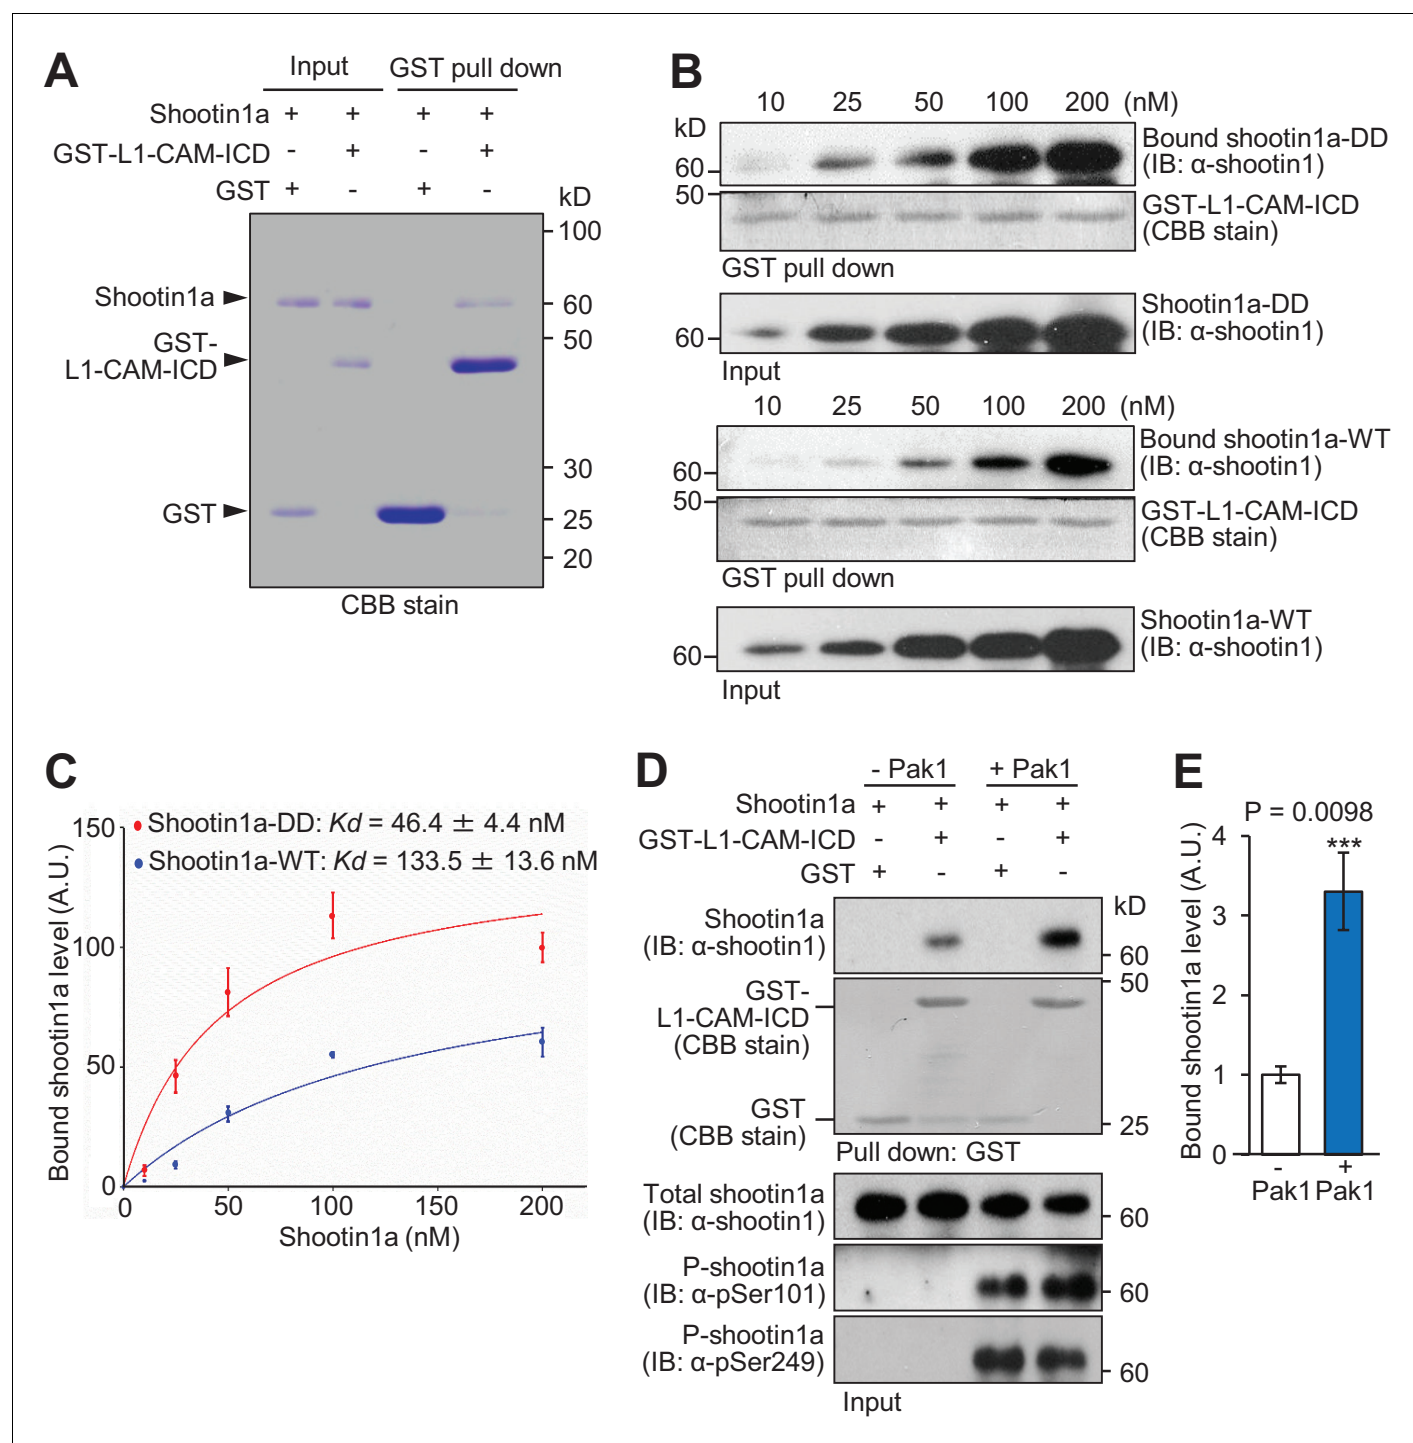 A
Input
GST pull down
Shootin1a + + + +
GST-L1-CAM-ICD - + - +
GST + - + -
kD
100
Shootin1a
60
50
GST-
L1-CAM-ICD
30
GST
25
20
CBB stain
B
10 25 50 100 200 (nM)
kD
60
Bound shootin1a-DD
(IB: α-shootin1)
50
GST-L1-CAM-ICD
(CBB stain)
GST pull down
60
Shootin1a-DD
(IB: α-shootin1)
Input
10 25 50 100 200 (nM)
60
Bound shootin1a-WT
(IB: α-shootin1)
50
GST-L1-CAM-ICD
(CBB stain)
GST pull down
60
Shootin1a-WT
(IB: α-shootin1)
Input
C
Bound shootin1a level (A.U.)
150
100
50
0
Shootin1a-DD: Kd = 46.4 ± 4.4 nM
Shootin1a-WT: Kd = 133.5 ± 13.6 nM
0 50 100 150 200
Shootin1a (nM)
D
- Pak1
+ Pak1
Shootin1a + + + +
GST-L1-CAM-ICD - + - +
GST + - + -
kD
Shootin1a
(IB: α-shootin1)
60
50
GST-
L1-CAM-ICD
(CBB stain)
GST
(CBB stain)
25
Pull down: GST
Total shootin1a
(IB: α-shootin1)
60
P-shootin1a
(IB: α-pSer101)
60
P-shootin1a
(IB: α-pSer249)
60
Input
E
P = 0.0098
***
Bound shootin1a level (A.U.)
4
3
2
1
0
- +
Pak1 Pak1